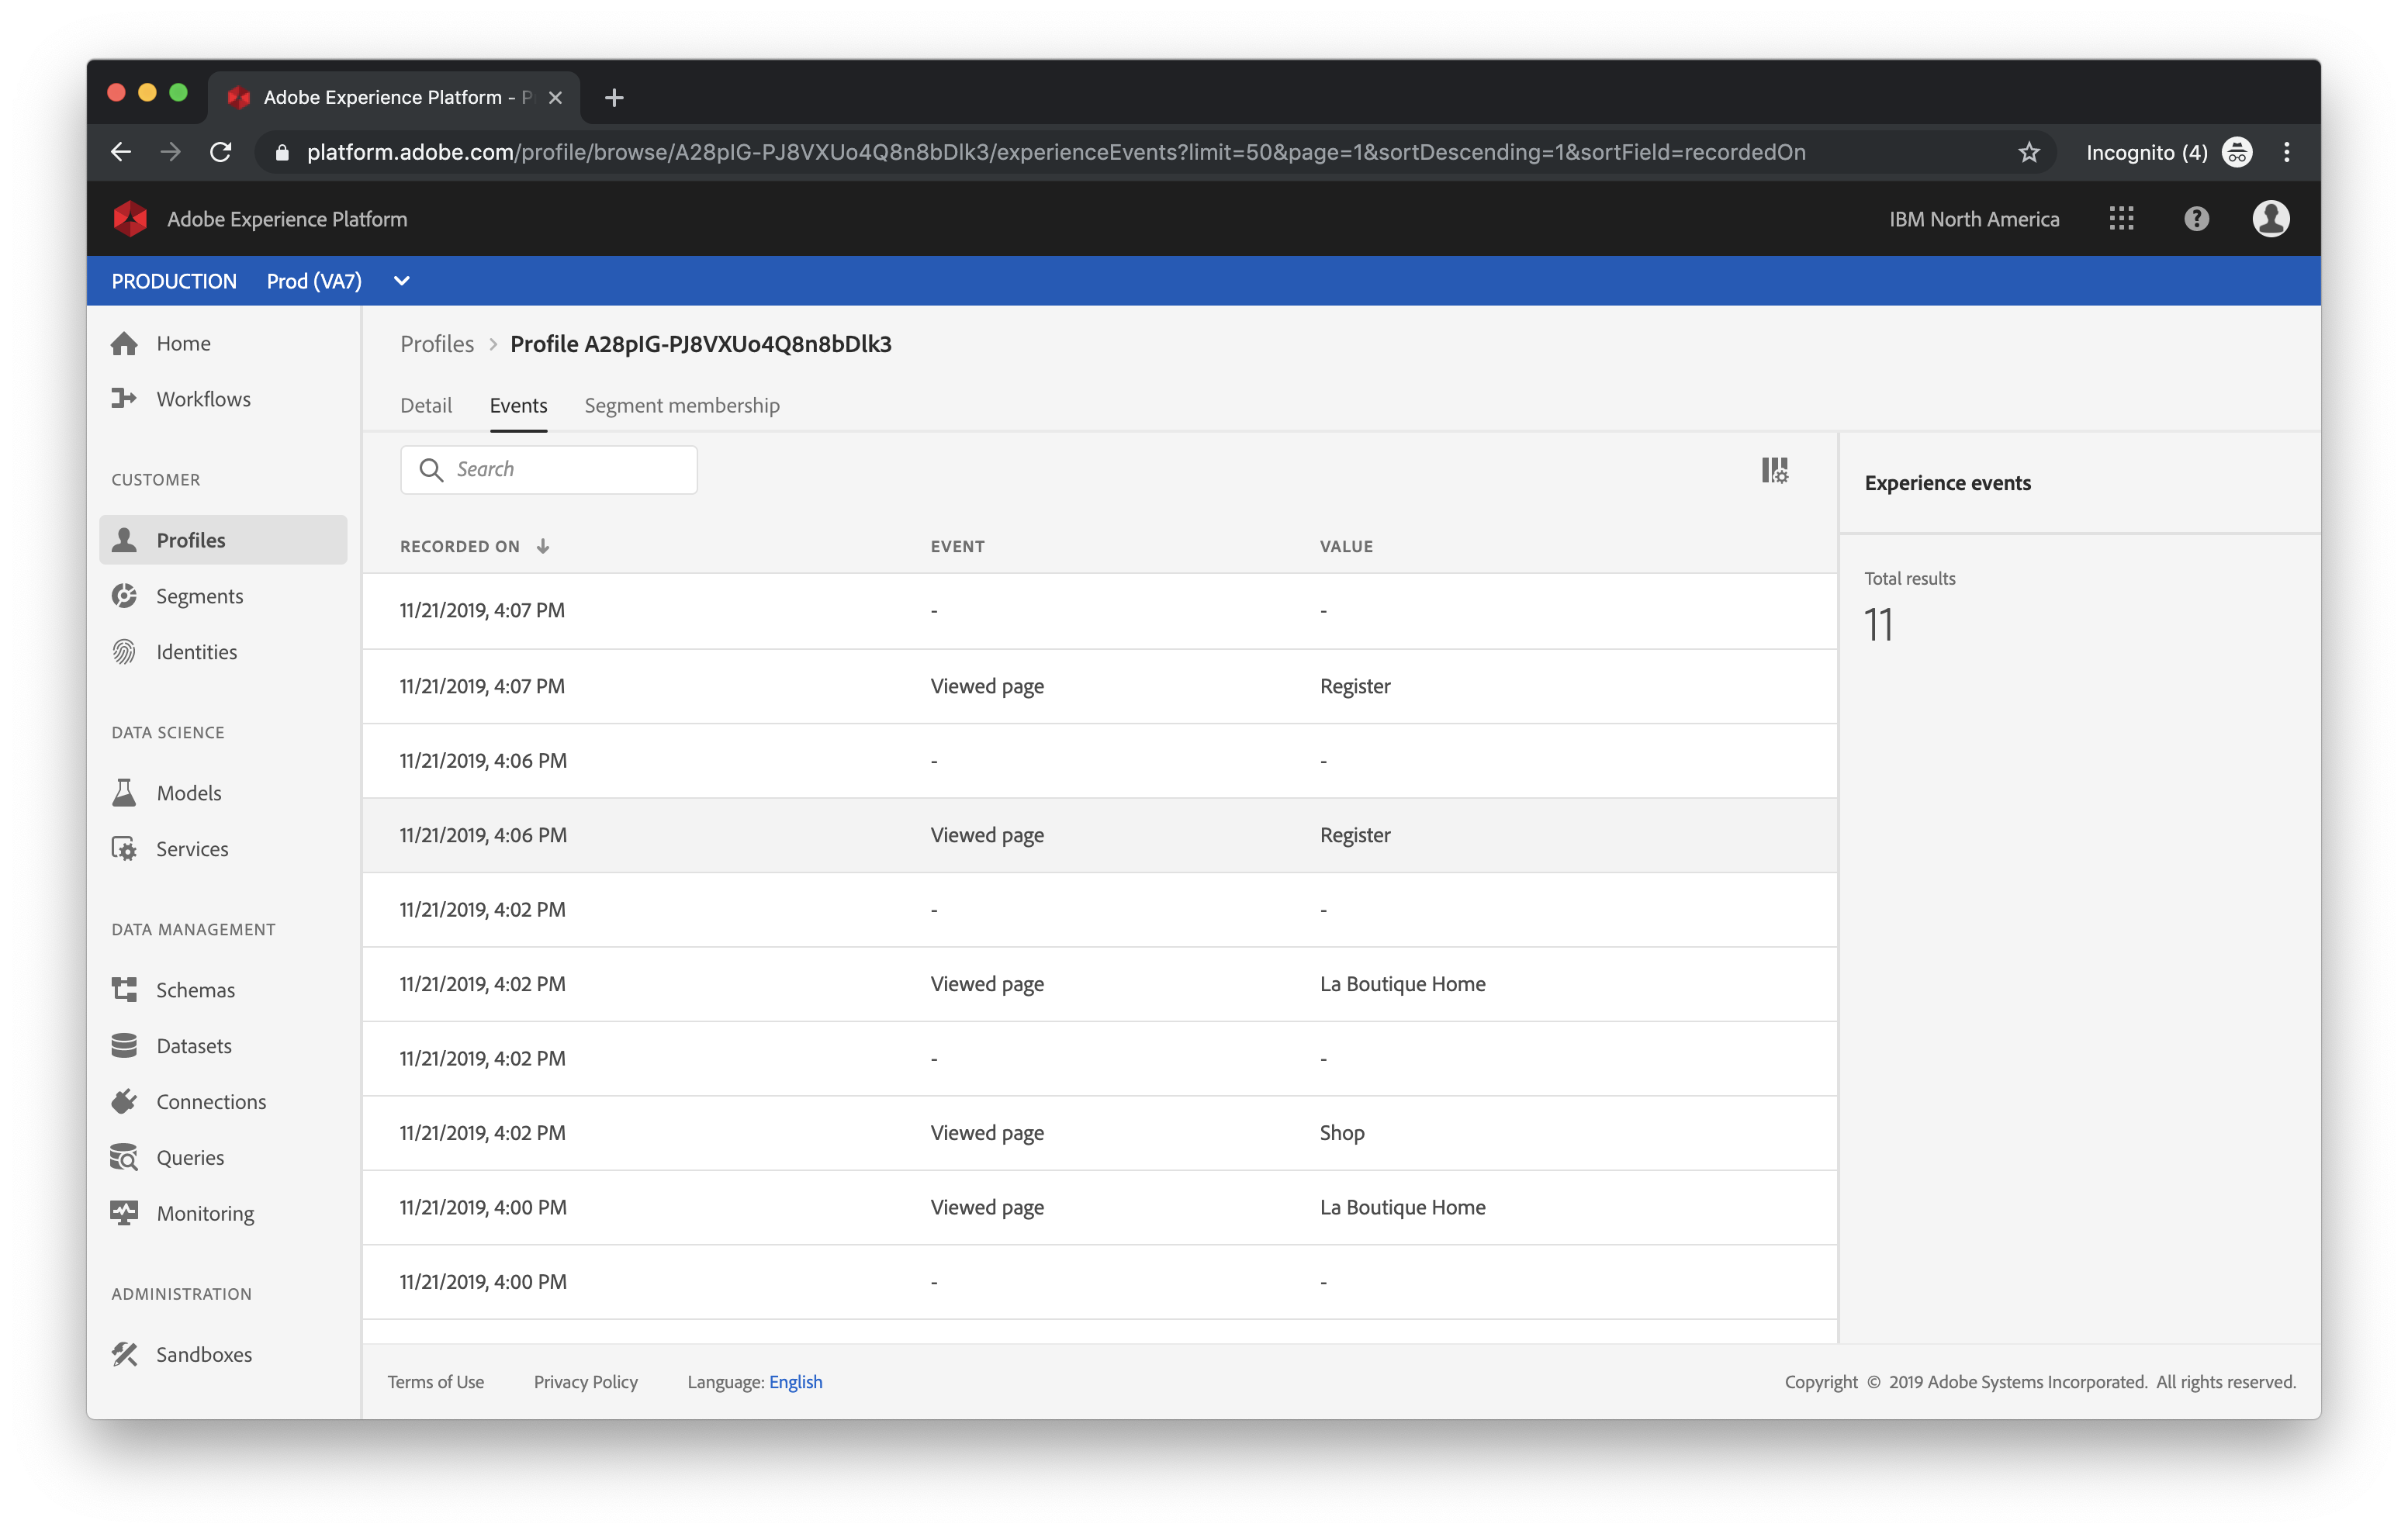 Adobe Experience Platform - P
platform.adobe.com/profile/browse/A28pIG-PJ8VXUo4Q8n8bDlk3/experienceEvents?limit=50&page=1&sortDescending=1&sortField=recordedOn
Incognito (4)
Adobe Experience Platform
IBM North America
PRODUCTION Prod (VA7)
Home
Workflows
CUSTOMER
Profiles
Segments
Identities
DATA SCIENCE
Models
Services
DATA MANAGEMENT
Schemas
Datasets
Connections
Queries
Monitoring
ADMINISTRATION
Sandboxes
Profiles > Profile A28pIG-PJ8VXUo4Q8n8bDlk3
Detail Events Segment membership
Search
RECORDED ON EVENT VALUE
11/21/2019, 4:07 PM - -
11/21/2019, 4:07 PM Viewed page Register
11/21/2019, 4:06 PM - -
11/21/2019, 4:06 PM Viewed page Register
11/21/2019, 4:02 PM - -
11/21/2019, 4:02 PM Viewed page La Boutique Home
11/21/2019, 4:02 PM - -
11/21/2019, 4:02 PM Viewed page Shop
11/21/2019, 4:00 PM Viewed page La Boutique Home
11/21/2019, 4:00 PM - -
Experience events
Total results
11
Terms of Use Privacy Policy Language: English
Copyright © 2019 Adobe Systems Incorporated. All rights reserved.